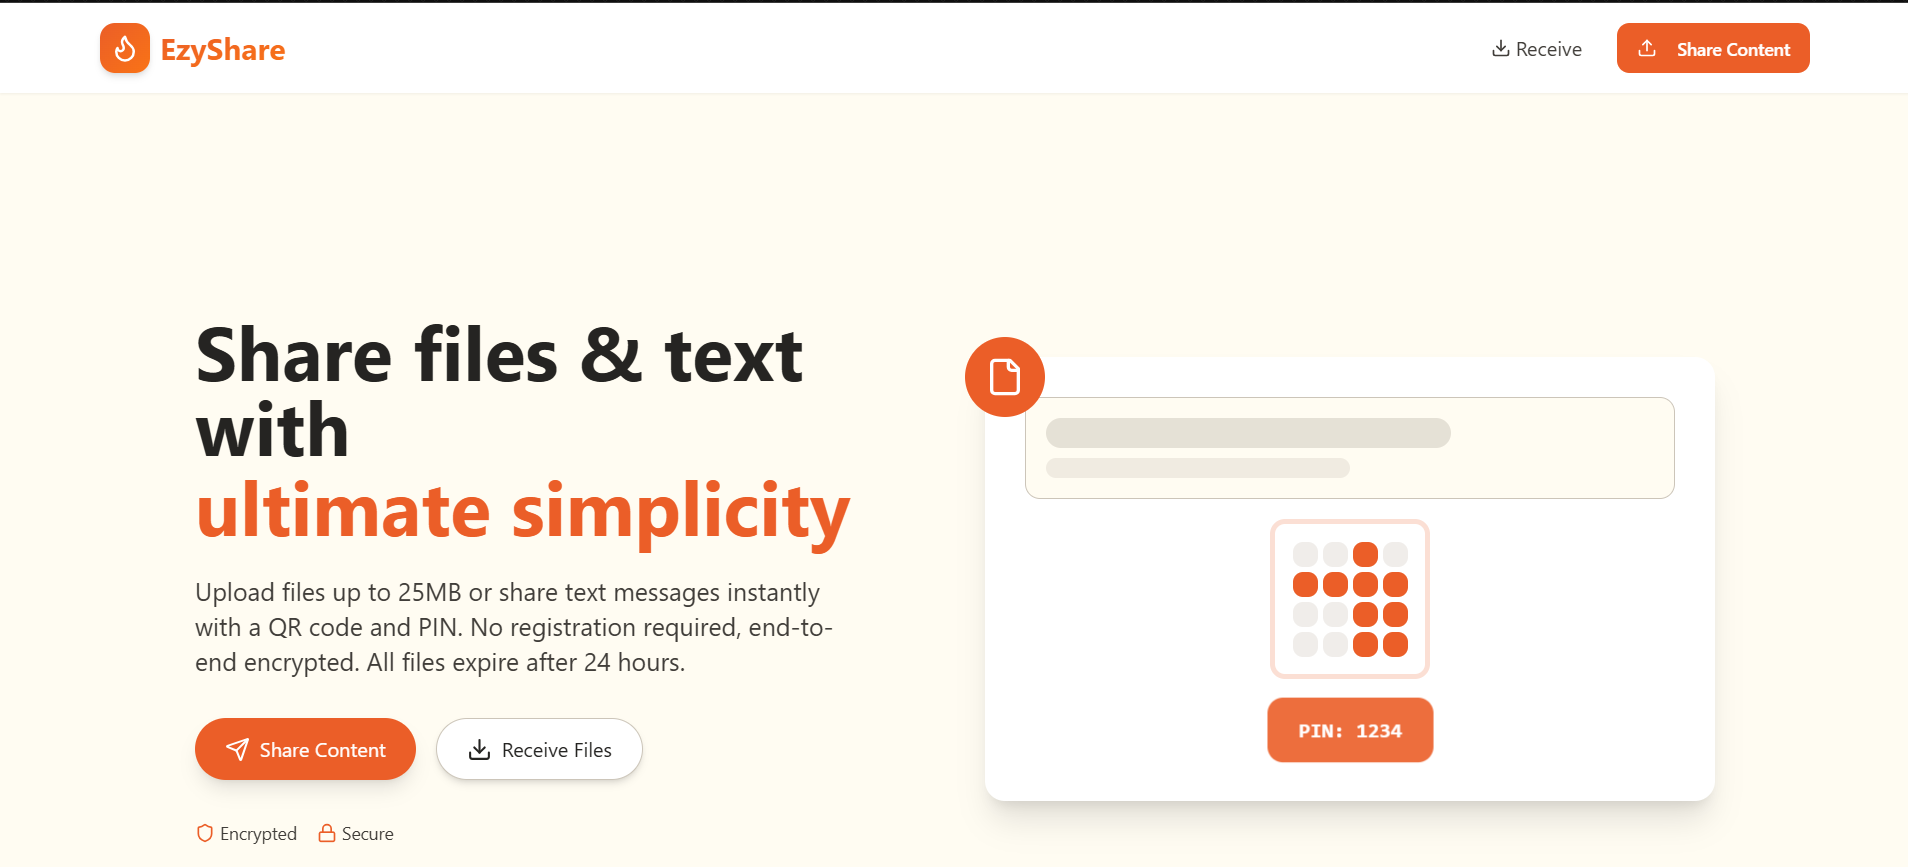 EzyShare
Receive
Share Content
Share files & text
with
ultimate simplicity
Upload files up to 25MB or share text messages instantly
with a QR code and PIN. No registration required, end-to-
end encrypted. All files expire after 24 hours.
Share Content
Receive Files
Encrypted
Secure
PIN: 1234